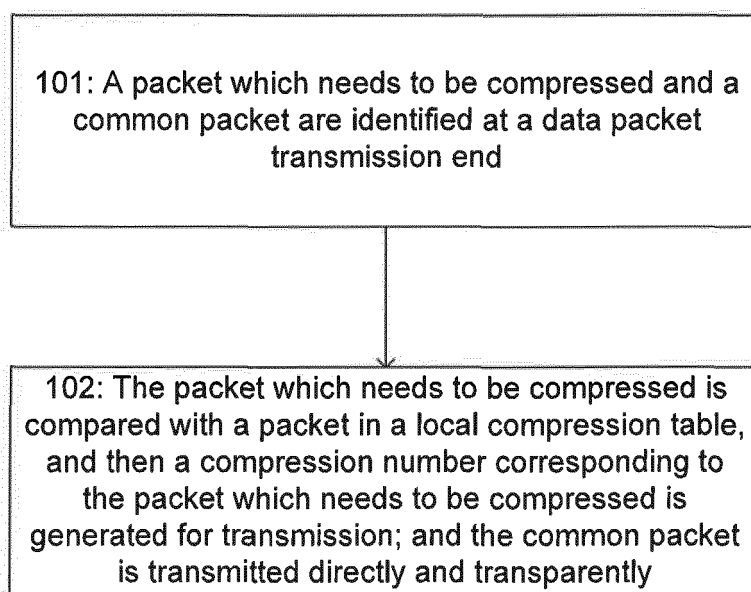 101: A packet which needs to be compressed and a
common packet are identified at a data packet
transmission end
102: The packet which needs to be compressed is
compared with a packet in a local compression table,
and then a compression number corresponding to
the packet which needs to be compressed is
generated for transmission; and the common packet
is transmitted directly and transparently